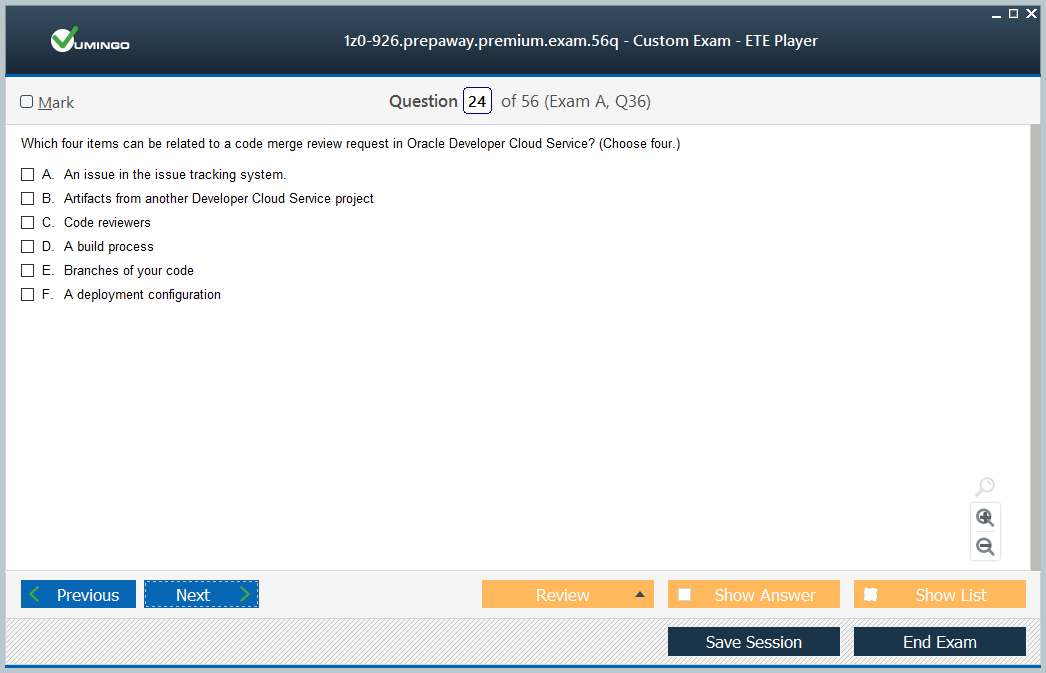 VUMINGO
1z0-926.prepaway.premium.exam.56q - Custom Exam - ETE Player
Mark
Question 24 of 56 (Exam A, Q36)
Which four items can be related to a code merge review request in Oracle Developer Cloud Service? (Choose four.)
A. An issue in the issue tracking system.
B. Artifacts from another Developer Cloud Service project
C. Code reviewers
D. A build process
E. Branches of your code
F. A deployment configuration
Previous Next Review Show Answer Show List
Save Session End Exam